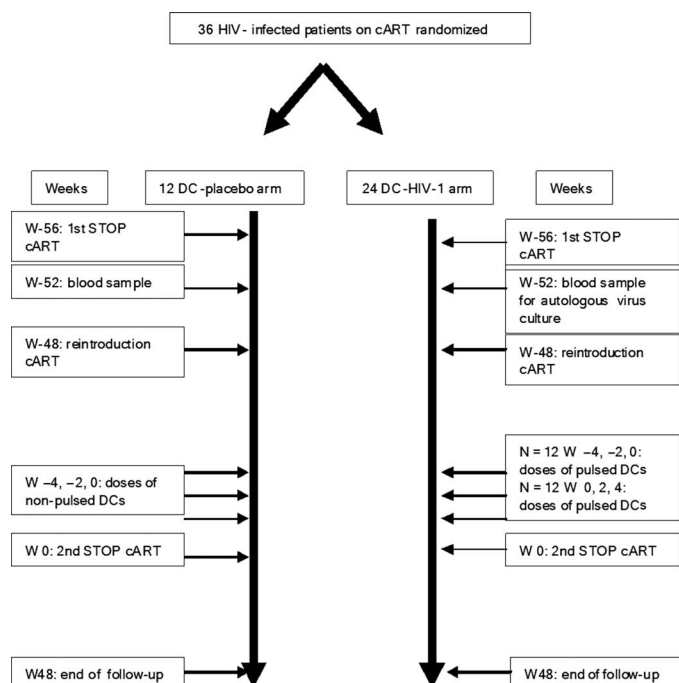 36 HIV- infected patients on cART randomized
Weeks
12 DC-placebo arm
24 DC-HIV-1 arm
Weeks
W-56: 1st STOP
cART
W-52: blood sample
W-48: reintroduction
cART
W –4, –2, 0: doses of
non-pulsed DCs
W 0: 2nd STOP cART
W48: end of follow-up
W-56: 1st STOP
cART
W-52: blood sample
for autologous virus
culture
W-48: reintroduction
cART
N = 12 W –4, –2, 0:
doses of pulsed DCs
N = 12 W 0, 2, 4:
doses of pulsed DCs
W 0: 2nd STOP cART
W48: end of follow-up